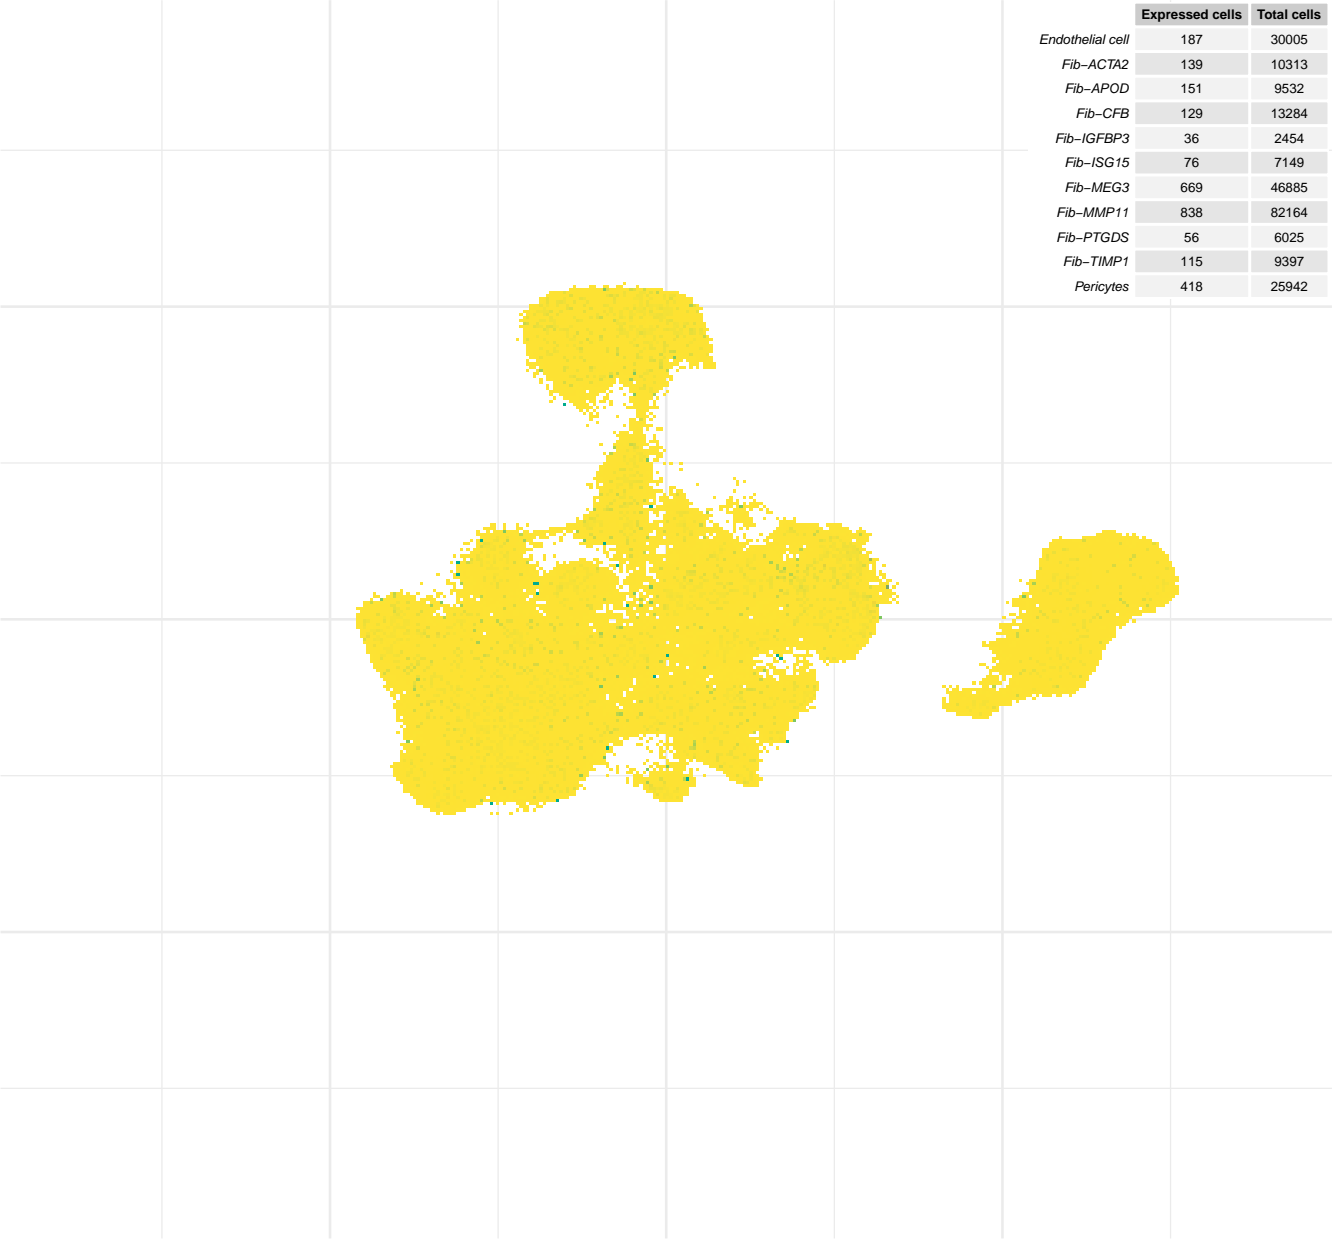 Expressed cells Total cells
Endothelial cell 187 30005
Fib−ACTA2 139 10313
Fib−APOD 151 9532
Fib−CFB 129 13284
Fib−IGFBP3 36 2454
Fib−ISG15 76 7149
Fib−MEG3 669 46885
Fib−MMP11 838 82164
Fib−PTGDS 56 6025
Fib−TIMP1 115 9397
Pericytes 418 25942